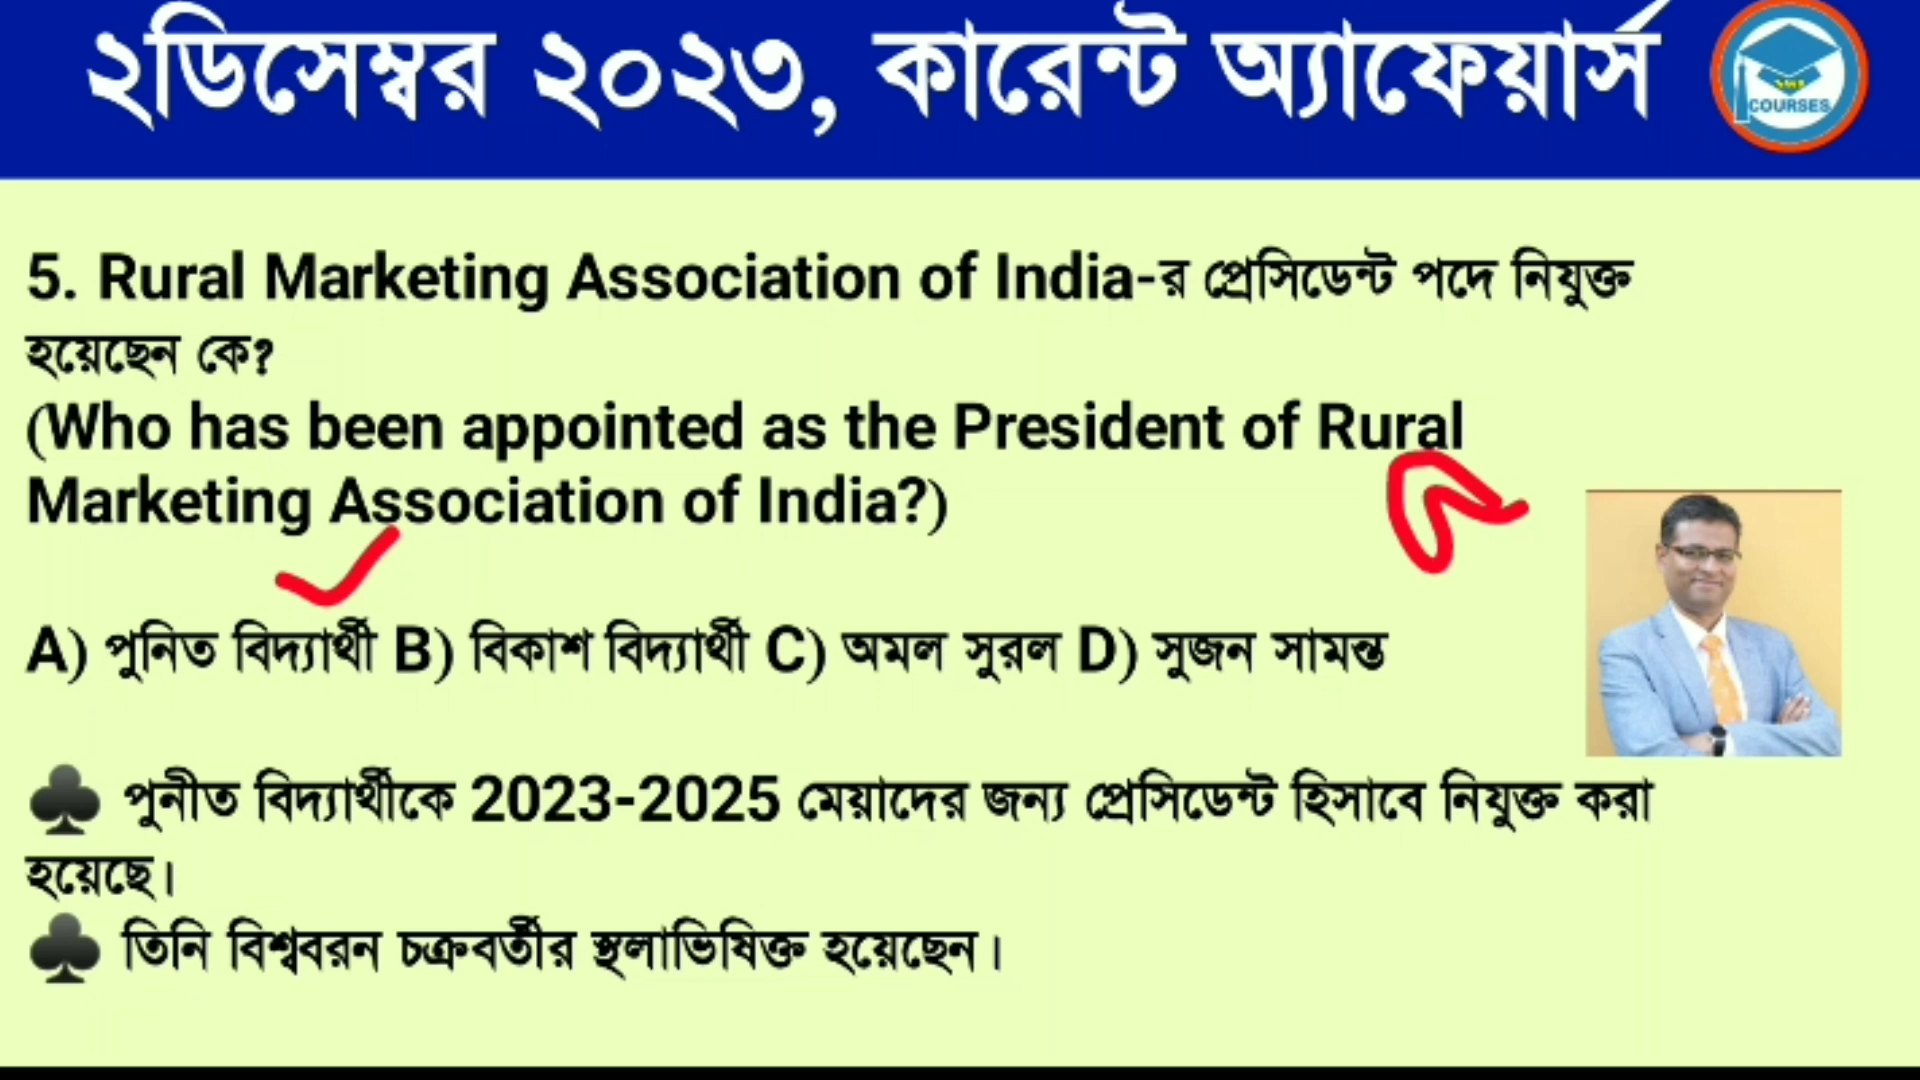 ২ডিসেম্বর ২০২৩, কারেন্ট অ্যাফেয়ার্স
COURSES
5. Rural Marketing Association of India-র প্রেসিডেন্ট পদে নিযুক্ত
হয়েছেন কে?
(Who has been appointed as the President of Rural
Marketing Association of India?)
A) পুনিত বিদ্যার্থী B) বিকাশ বিদ্যার্থী C) অমল সুরল D) সুজন সামন্ত
♣ পুনীত বিদ্যার্থীকে 2023-2025 মেয়াদের জন্য প্রেসিডেন্ট হিসাবে নিযুক্ত করা
হয়েছে।
♣ তিনি বিশ্ববরন চক্রবর্তীর স্থলাভিষিক্ত হয়েছেন।